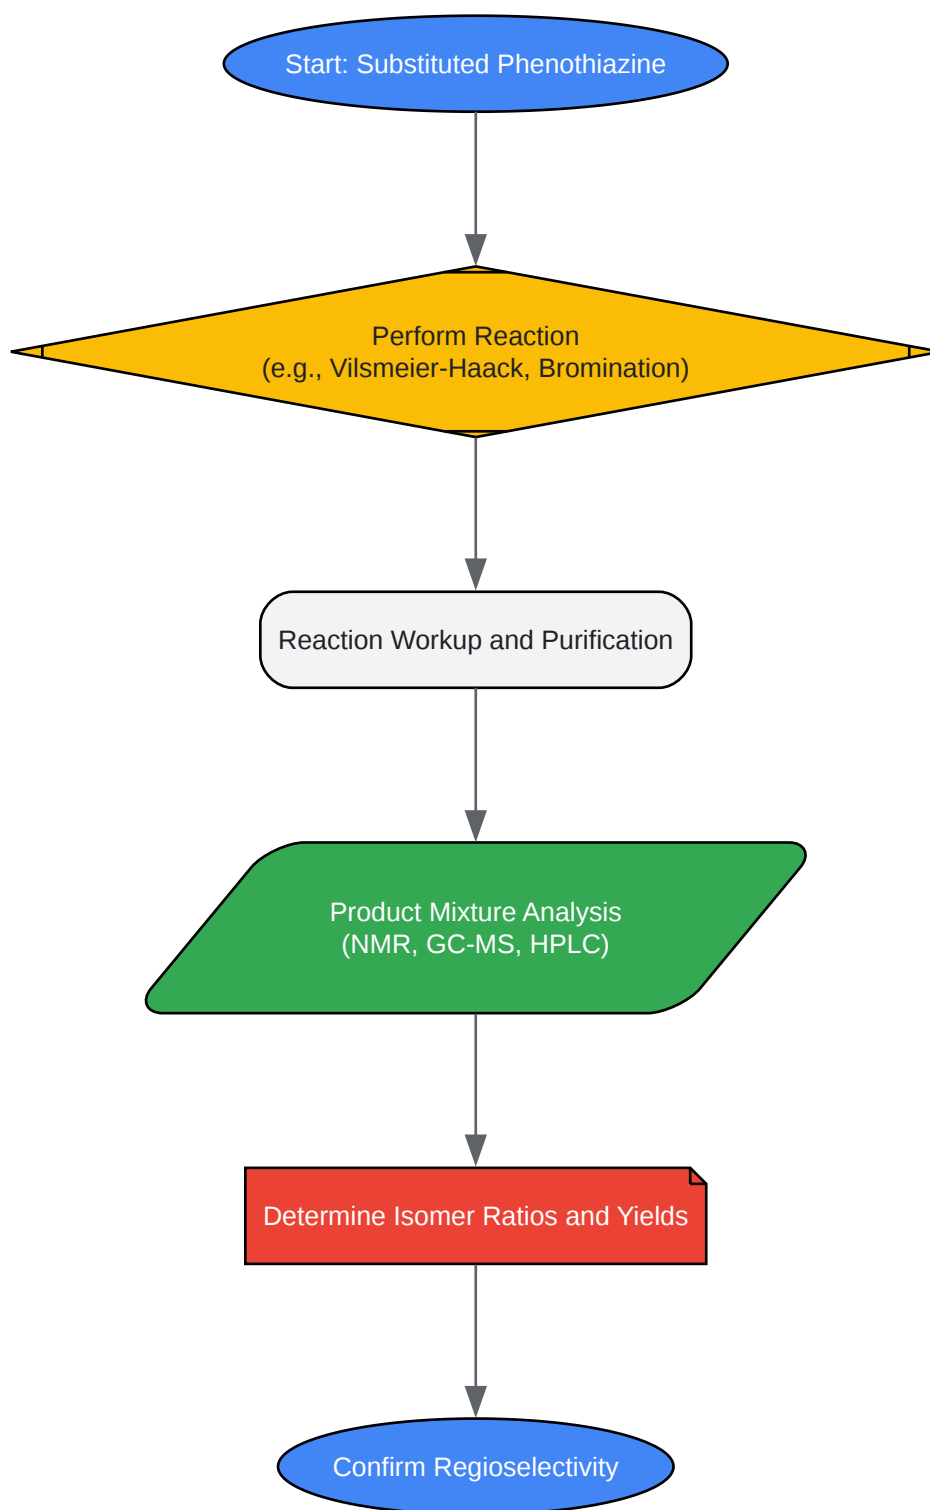 Start: Substituted Phenothiazine
Perform Reaction
(e.g., Vilsmeier-Haack, Bromination)
Reaction Workup and Purification
Product Mixture Analysis
(NMR, GC-MS, HPLC)
Determine Isomer Ratios and Yields
Confirm Regioselectivity